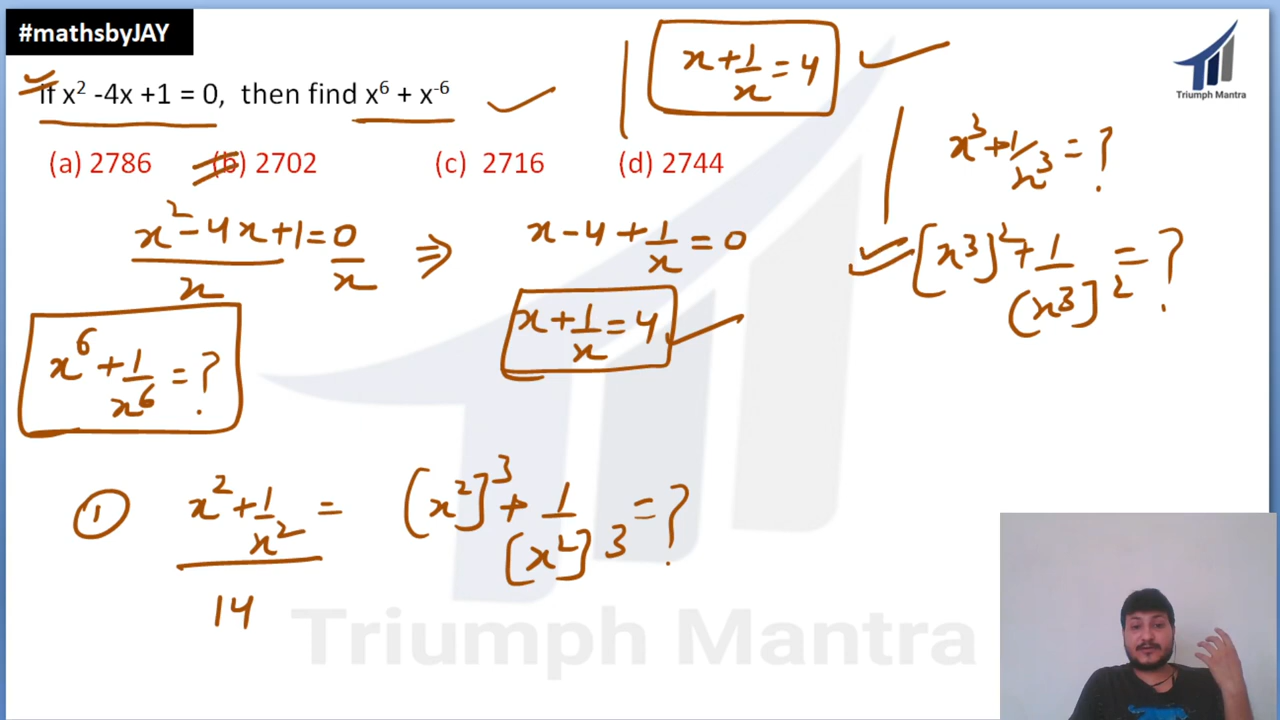 #mathsbyJAY
If x² -4x +1 = 0, then find x⁶ + x⁻⁶
(a) 2786 (b) 2702 (c) 2716 (d) 2744
x + 1/x = 4
Triumph Mantra
x³ + 1/x³ = ?
[x³]² + 1/[x³]² = ?
x² - 4x + 1/x = 0/x ⇒ x - 4 + 1/x = 0
x + 1/x = 4
x⁶ + 1/x⁶ = ?
① x² + 1/x² = [x²]³ + 1/[x²]³ = ?
14
Triumph Mantra